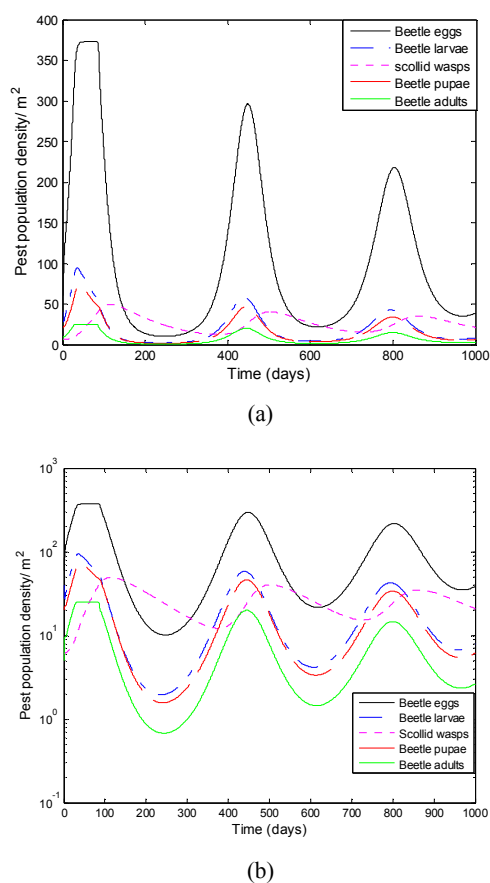 400
350
300
250
200
150
100
50
0
Pest population density/ m²
Beetle eggs
Beetle larvae
scollid wasps
Beetle pupae
Beetle adults
0 200 400 600 800 1000
Time (days)
(a)
10³
10²
10¹
10⁰
10⁻¹
Pest population density/ m²
Beetle eggs
Beetle larvae
Scollid wasps
Beetle pupae
Beetle adults
0 100 200 300 400 500 600 700 800 900 1000
Time (days)
(b)